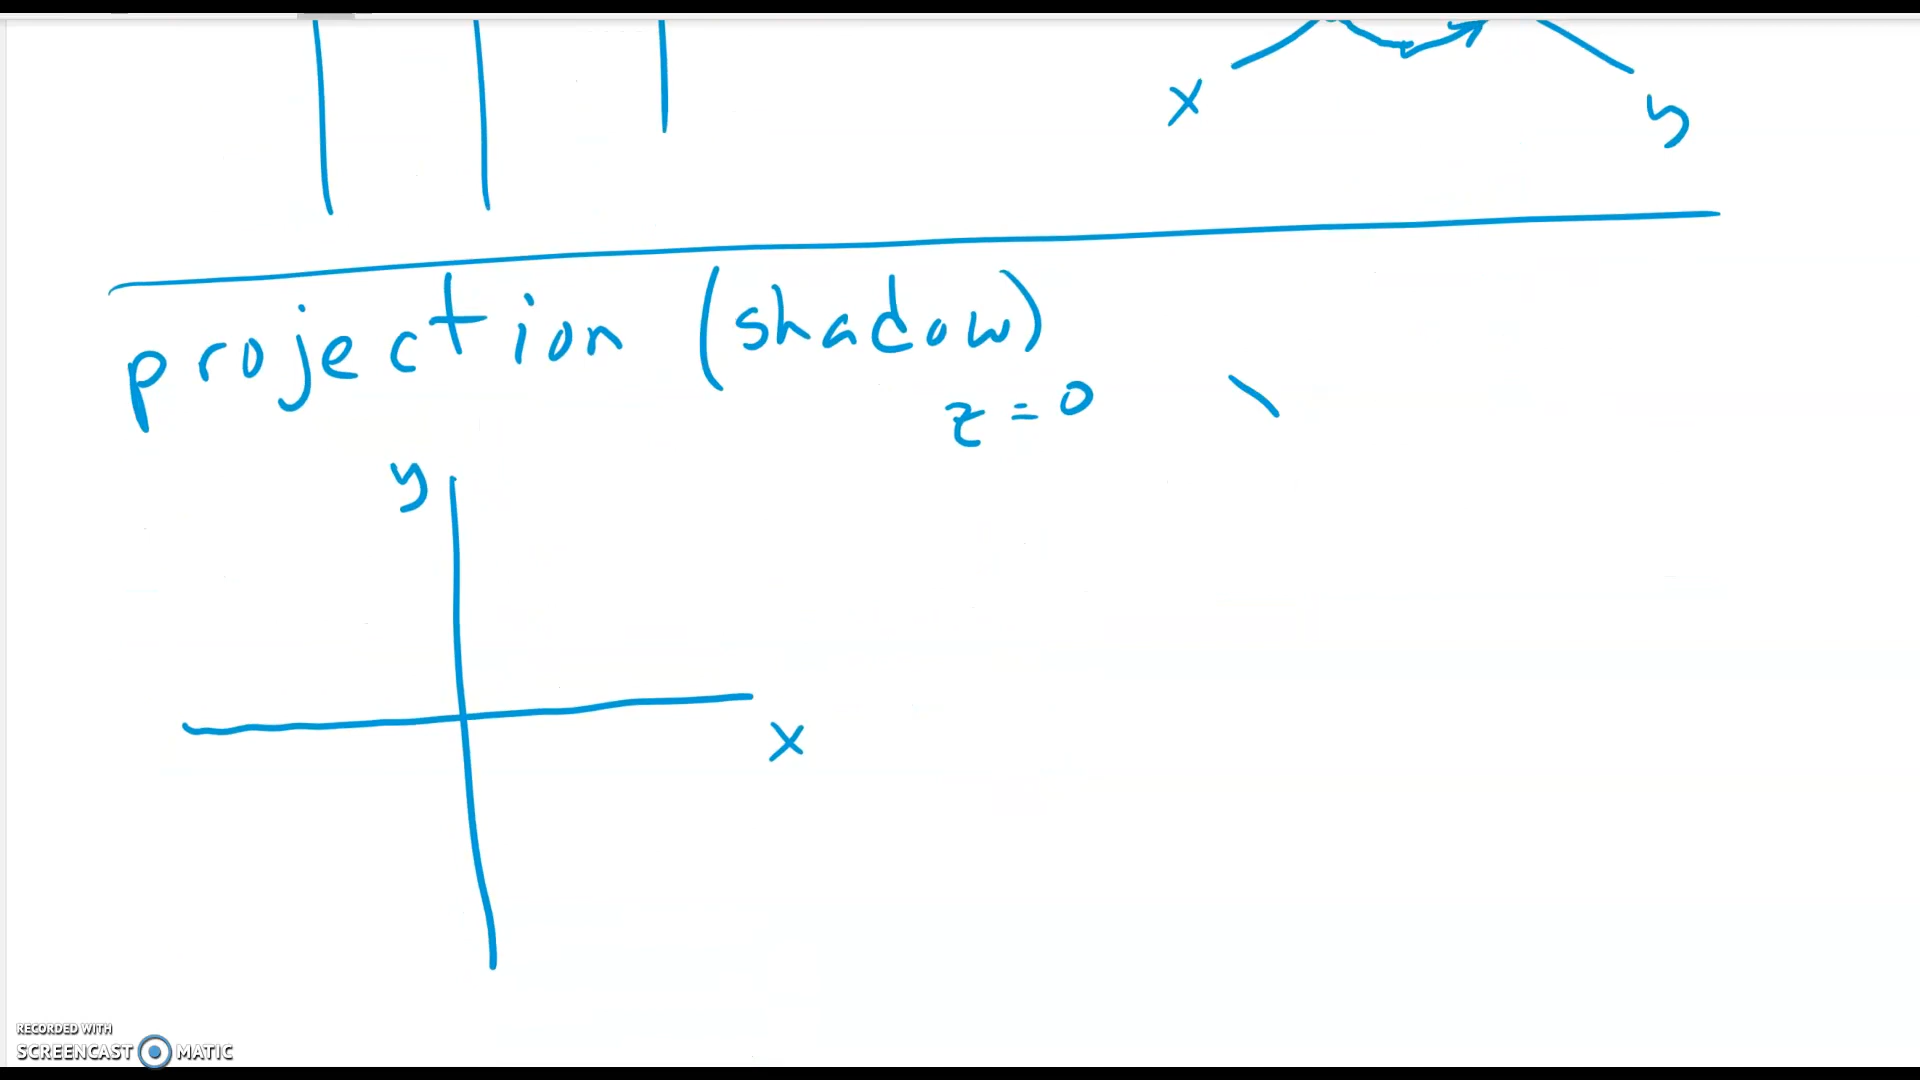 x y
projection (shadow)
z = 0
y
x
RECORDED WITH
SCREENCAST MATIC